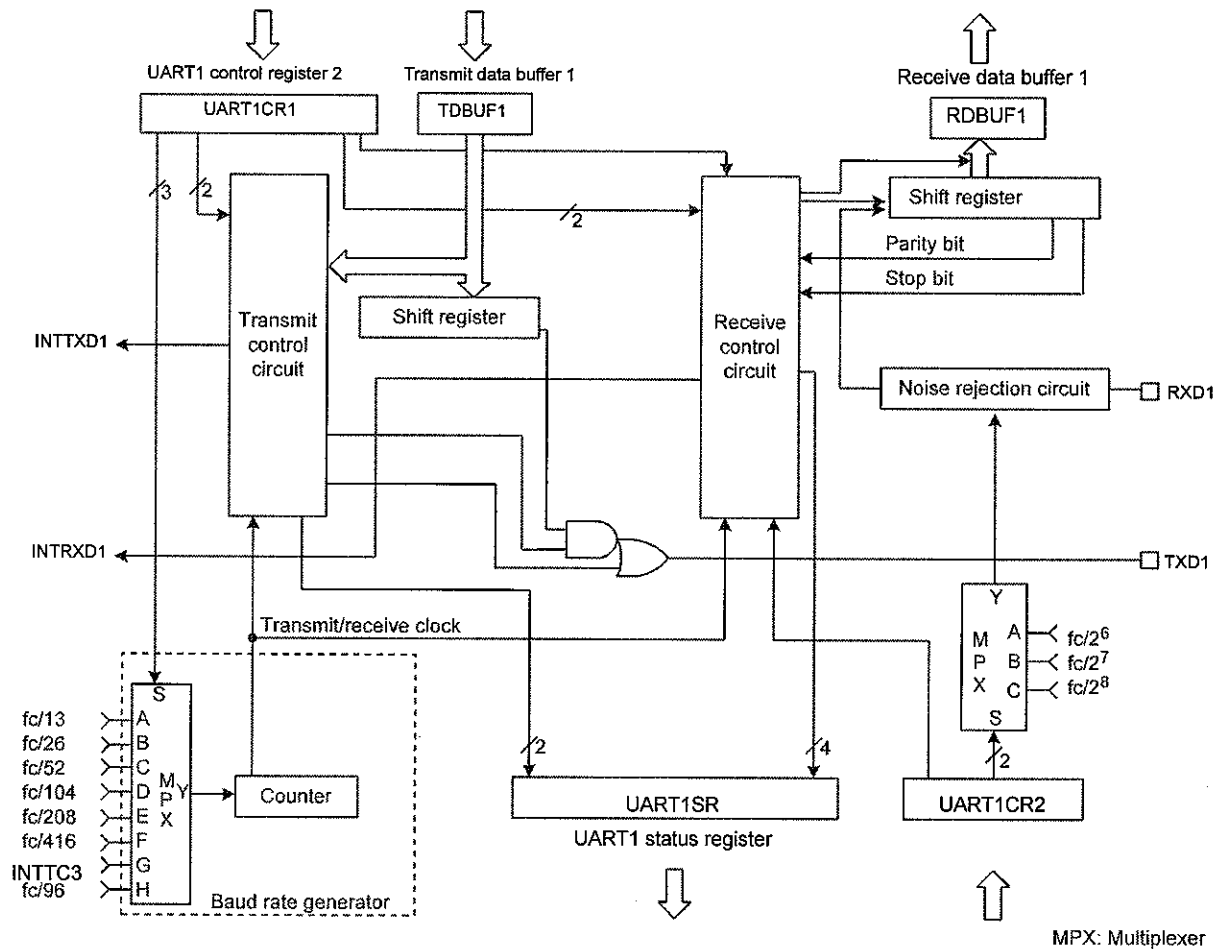 UART1 control register 2
Transmit data buffer 1
Receive data buffer 1
UART1CR1
TDBUF1
RDBUF1
3
2
2
Shift register
Parity bit
Stop bit
Transmit
control
circuit
Shift register
Receive
control
circuit
INTTXD1
Noise rejection circuit
RXD1
INTRXD1
TXD1
Transmit/receive clock
Y
M
P
X
A
B
C
S
fc/2⁶
fc/2⁷
fc/2⁸
2
4
2
S
fc/13
A
fc/26
B
fc/52
C
fc/104
D
fc/208
E
fc/416
F
INTTC3
G
fc/96
H
M
P
X
Y
Counter
Baud rate generator
UART1SR
UART1 status register
UART1CR2
MPX: Multiplexer